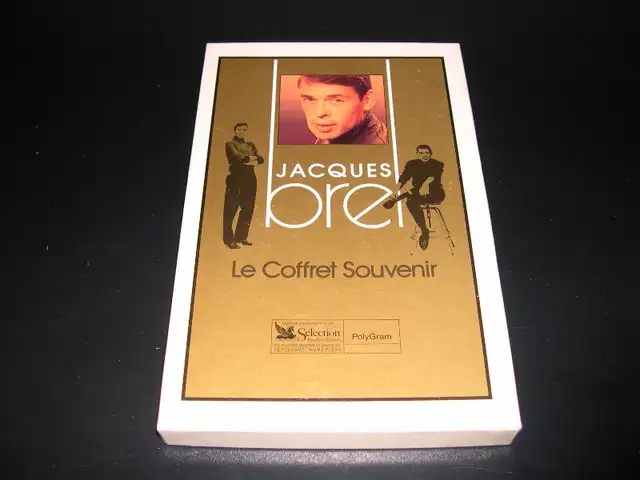 JACQUES
brel
Le Coffret Souvenir
Sélection
PolyGram